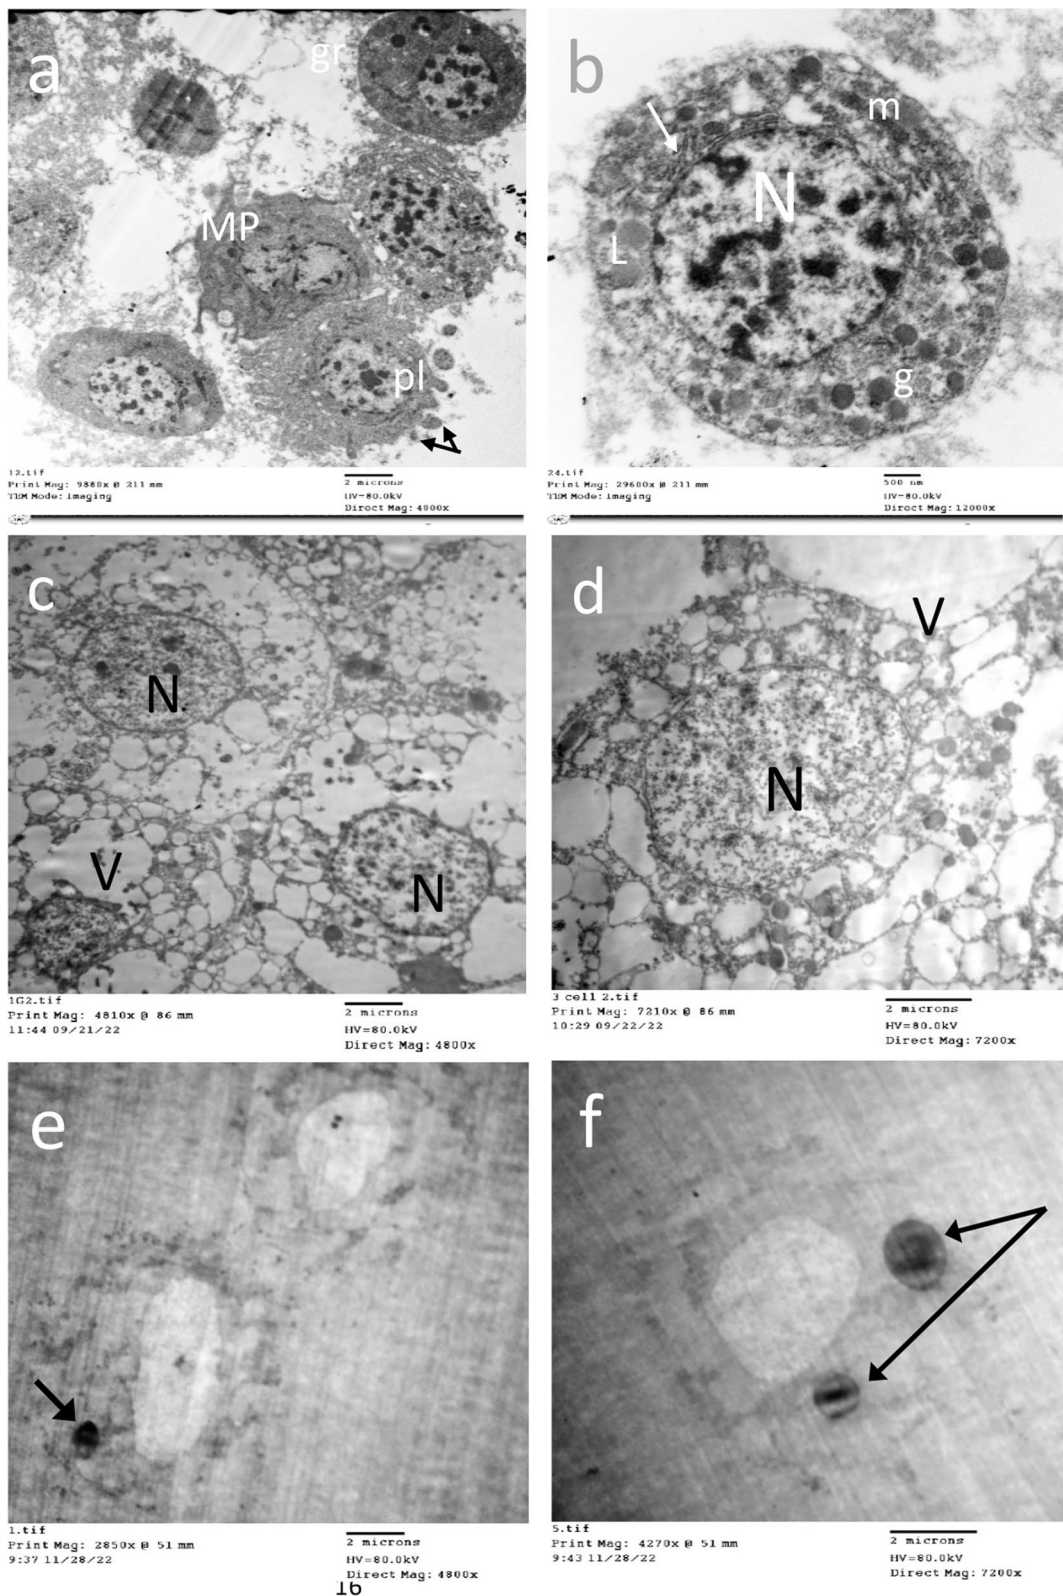 a
gr
MP
pl
12.tif
Print Mag: 9880x @ 211 mm
TEM Mode: Imaging
2 microns
HV=80.0kV
Direct Mag: 4000x
b
m
N
L
g
24.tif
Print Mag: 29600x @ 211 mm
TEM Mode: Imaging
500 nm
HV=80.0kV
Direct Mag: 12000x
c
N
V
N
1G2.tif
Print Mag: 4810x @ 86 mm
11:44 09/21/22
2 microns
HV=80.0kV
Direct Mag: 4800x
d
V
N
3 cell 2.tif
Print Mag: 7210x @ 86 mm
10:29 09/22/22
2 microns
HV=80.0kV
Direct Mag: 7200x
e
1.tif
Print Mag: 2850x @ 51 mm
9:37 11/28/22
2 microns
HV=80.0kV
Direct Mag: 4800x
f
5.tif
Print Mag: 4270x @ 51 mm
9:43 11/28/22
2 microns
HV=80.0kV
Direct Mag: 7200x
16